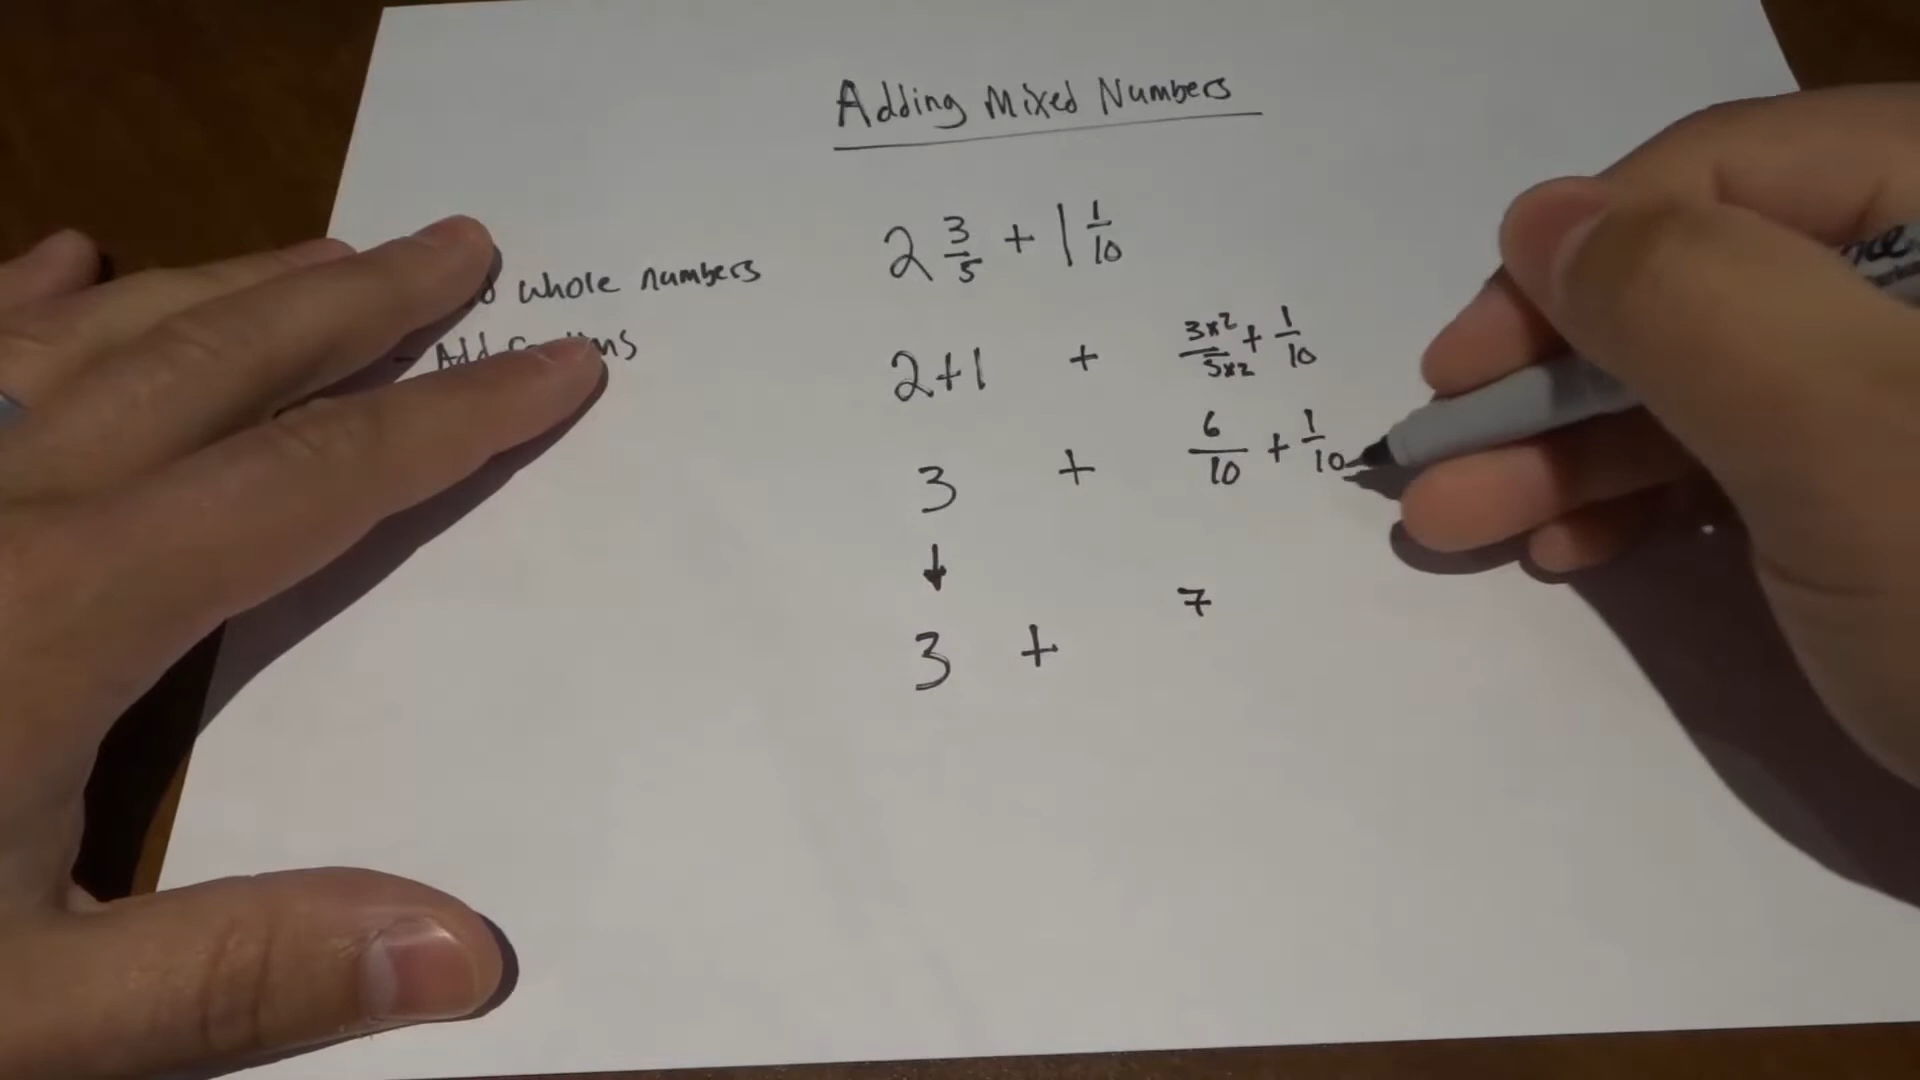 Adding Mixed Numbers
2 3/5 + 1 1/10
whole numbers
- Add
2+1 + 3x2/5x2 + 1/10
3 + 6/10 + 1/10
↓
3 + 7